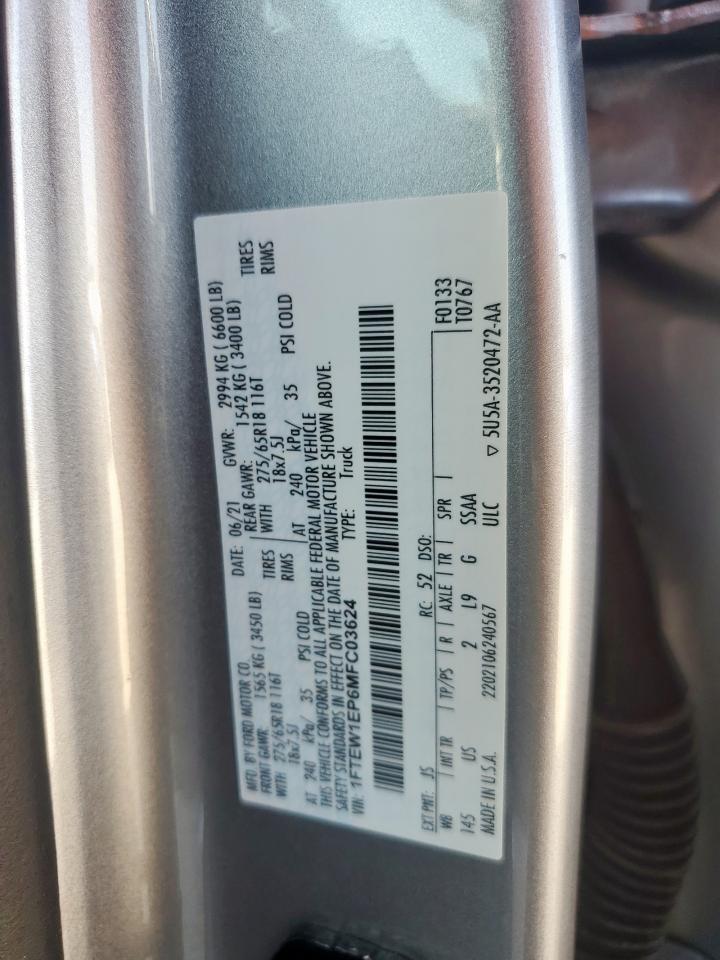 MFD. BY FORD MOTOR CO.
DATE: 06/21 GVWR: 2994 KG ( 6600 LB)
FRONT GAWR: 1565 KG ( 3450 LB) REAR GAWR: 1542 KG ( 3400 LB)
WITH 275/65R18 116T TIRES WITH 275/65R18 116T TIRES
18x7.5J RIMS 18x7.5J RIMS
AT 240 kPa/ 35 PSI COLD AT 240 kPa/ 35 PSI COLD
THIS VEHICLE CONFORMS TO ALL APPLICABLE FEDERAL MOTOR VEHICLE
SAFETY STANDARDS IN EFFECT ON THE DATE OF MANUFACTURE SHOWN ABOVE.
VIN: 1FTEW1EP6MFC03624 TYPE: Truck
EXT PNT: JS RC: 52 DSO: F0133
WB INT TR TP/PS R AXLE TR SPR T0767
145 US 2 L9 G SSAA
MADE IN U.S.A. 2202106240567 ULC ▽ 5U5A-3520472-AA